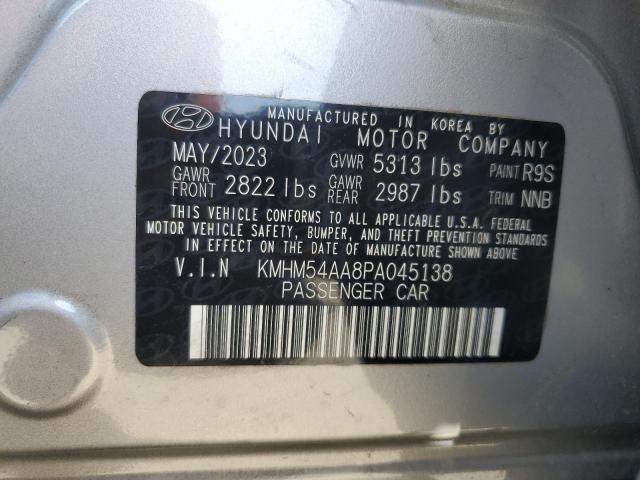 MANUFACTURED IN KOREA BY
HYUNDAI MOTOR COMPANY
MAY/2023 GVWR 5313 lbs PAINT R9S
GAWR FRONT 2822 lbs GAWR REAR 2987 lbs TRIM NNB
THIS VEHICLE CONFORMS TO ALL APPLICABLE U.S.A. FEDERAL
MOTOR VEHICLE SAFETY, BUMPER, AND THEFT PREVENTION STANDARDS
IN EFFECT ON THE DATE OF MANUFACTURE SHOWN ABOVE
V.I.N KMHM54AA8PA045138
PASSENGER CAR